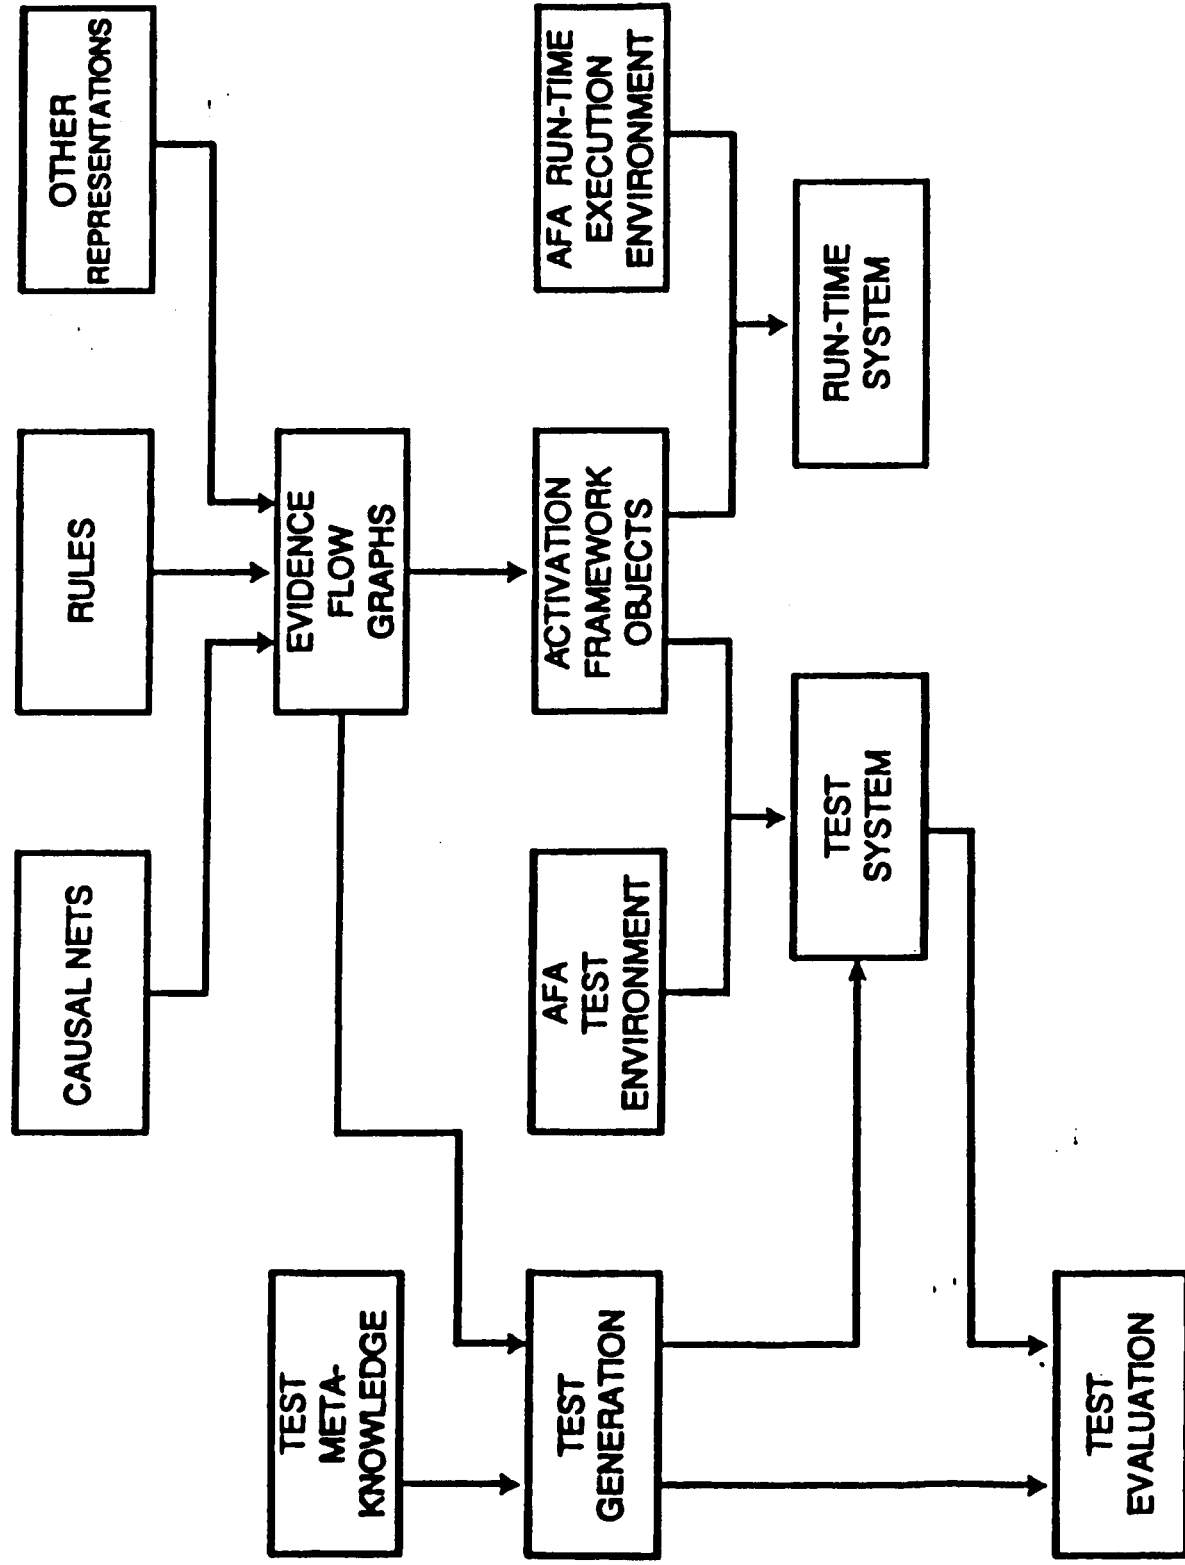 CAUSAL NETS
RULES
OTHER
REPRESENTATIONS
TEST
META-
KNOWLEDGE
EVIDENCE
FLOW
GRAPHS
TEST
GENERATION
AFA
TEST
ENVIRONMENT
ACTIVATION
FRAMEWORK
OBJECTS
AFA RUN-TIME
EXECUTION
ENVIRONMENT
TEST
SYSTEM
RUN-TIME
SYSTEM
TEST
EVALUATION